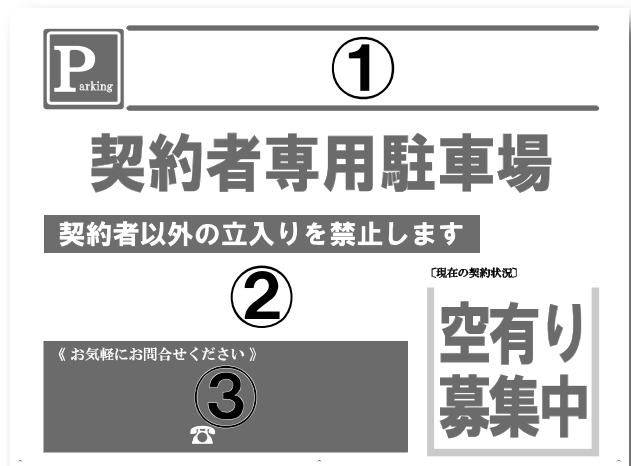 Parking
①
契約者専用駐車場
契約者以外の立入りを禁止します
②
〔現在の契約状況〕
空有り
募集中
《 お気軽にお問合せください 》
③
☎